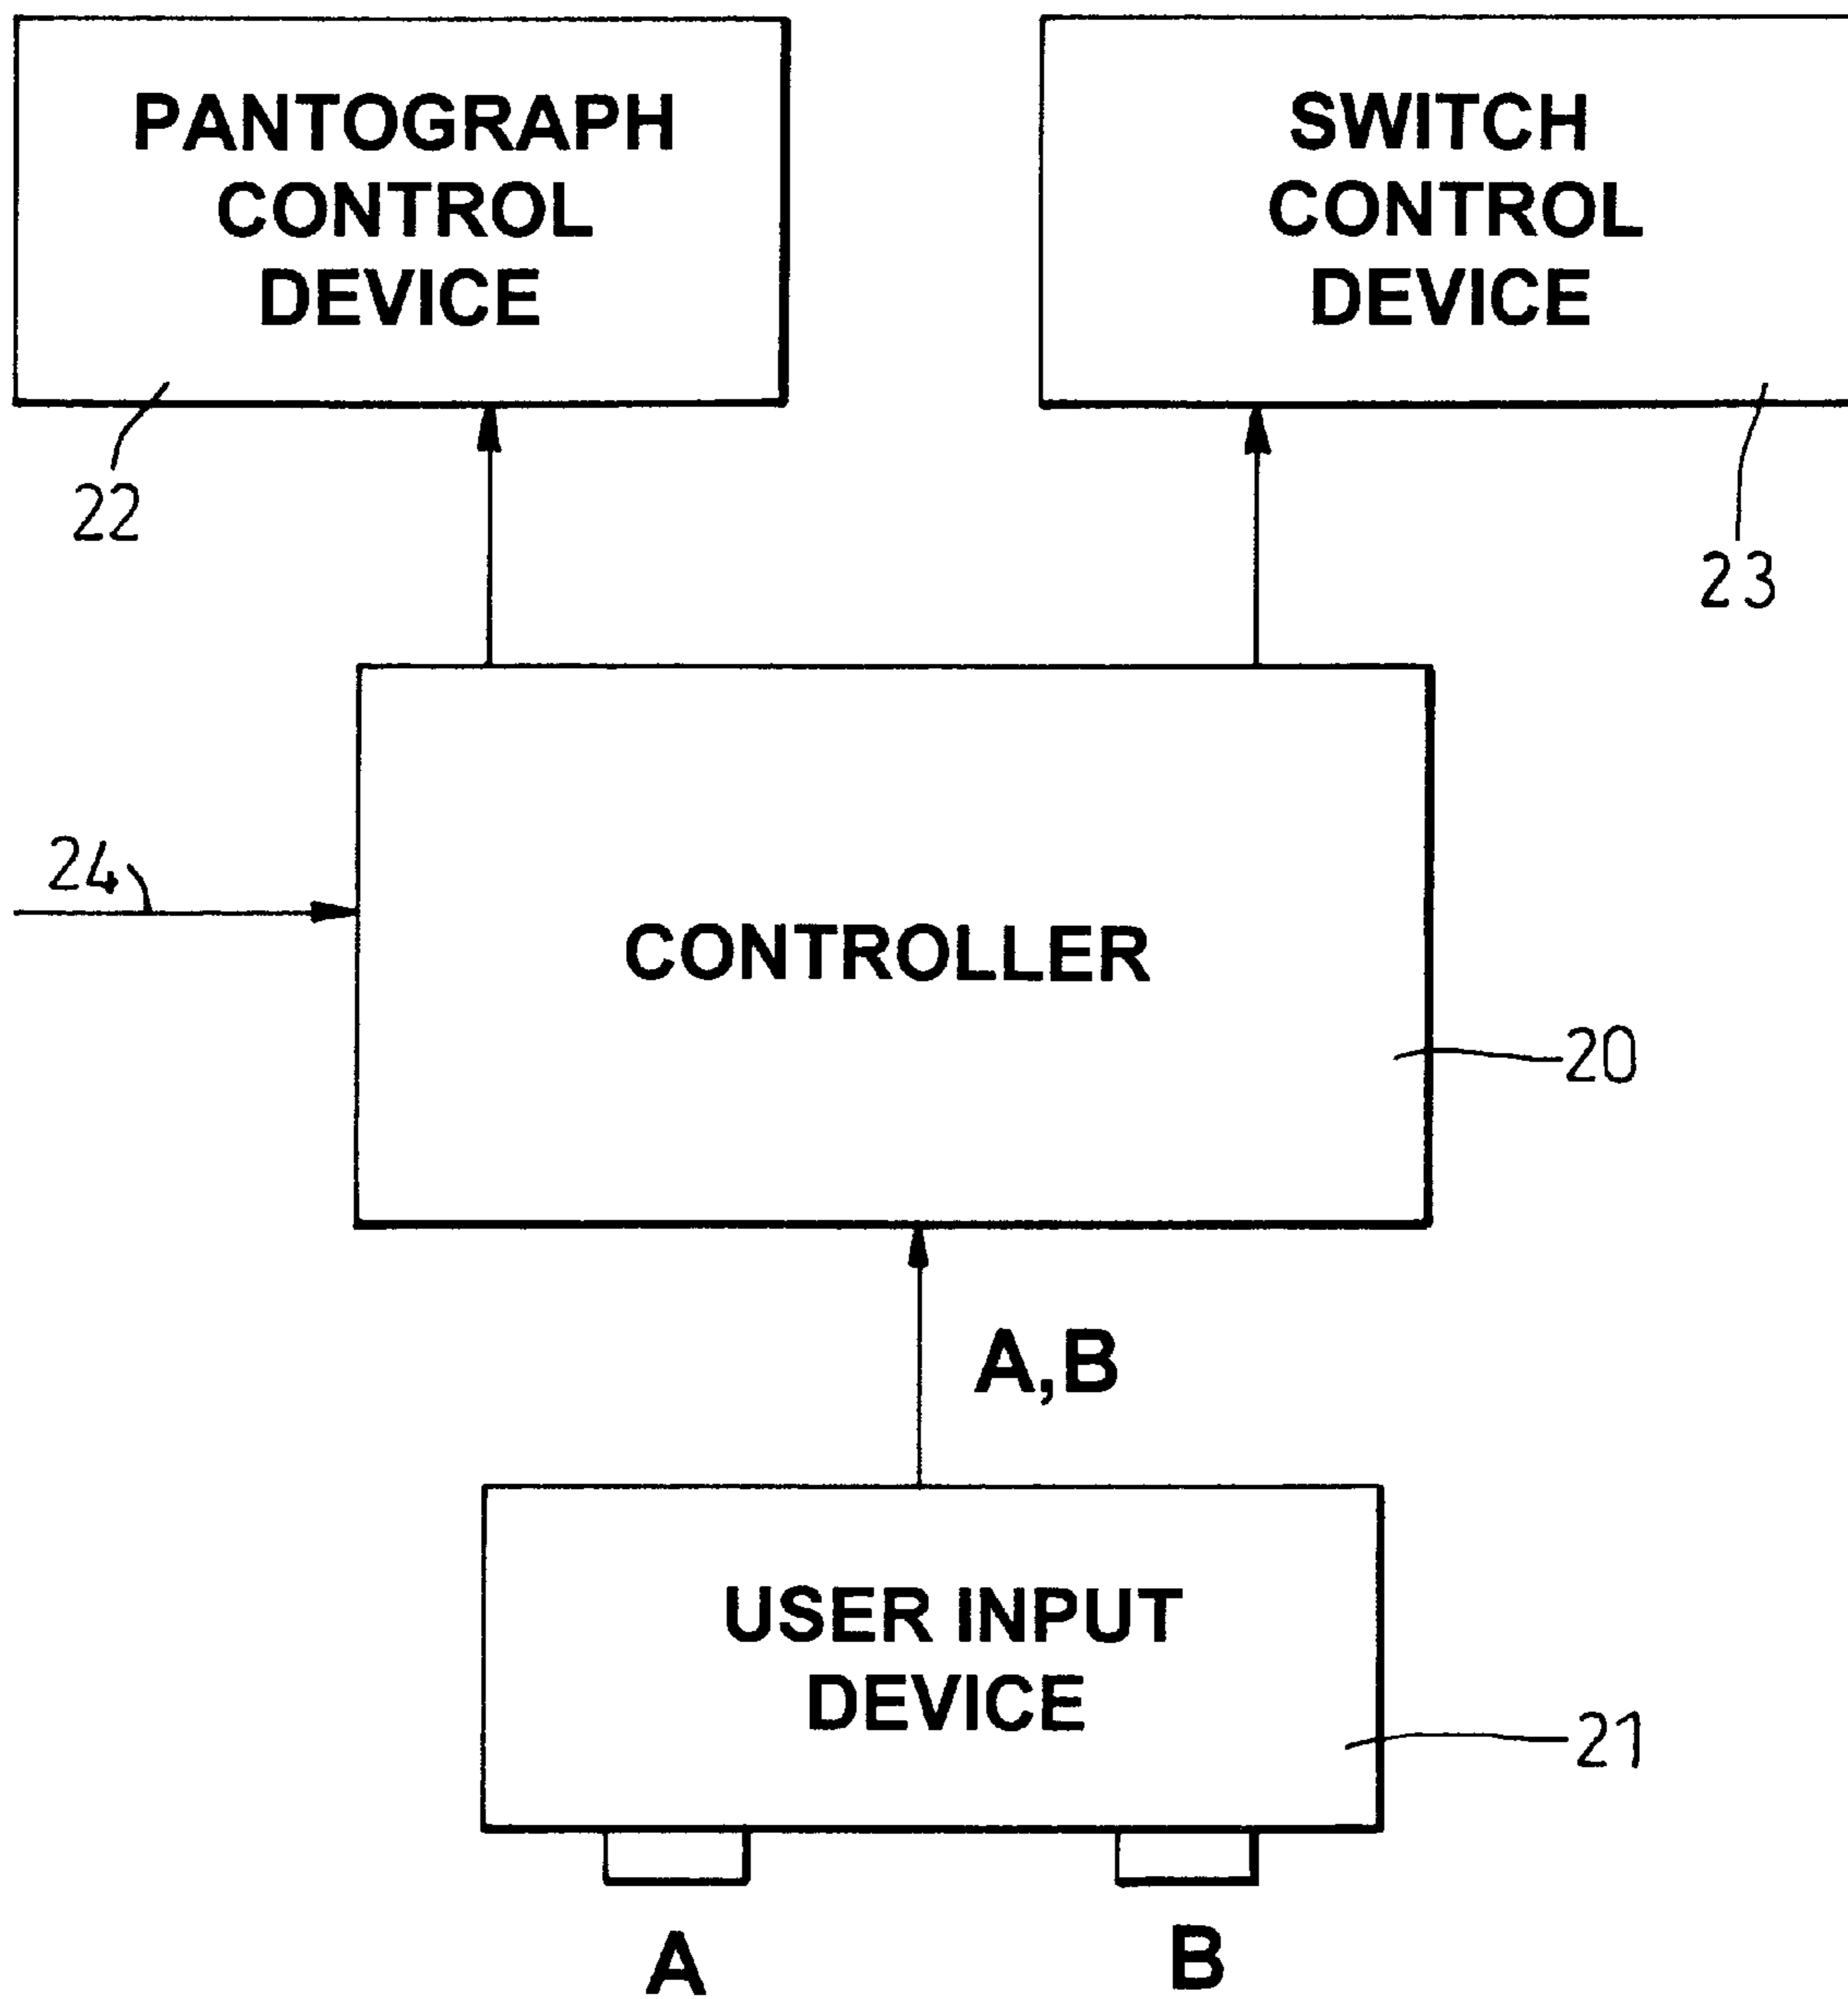 PANTOGRAPH
CONTROL
DEVICE
22
SWITCH
CONTROL
DEVICE
23
24
CONTROLLER
20
A,B
USER INPUT
DEVICE
21
A
B